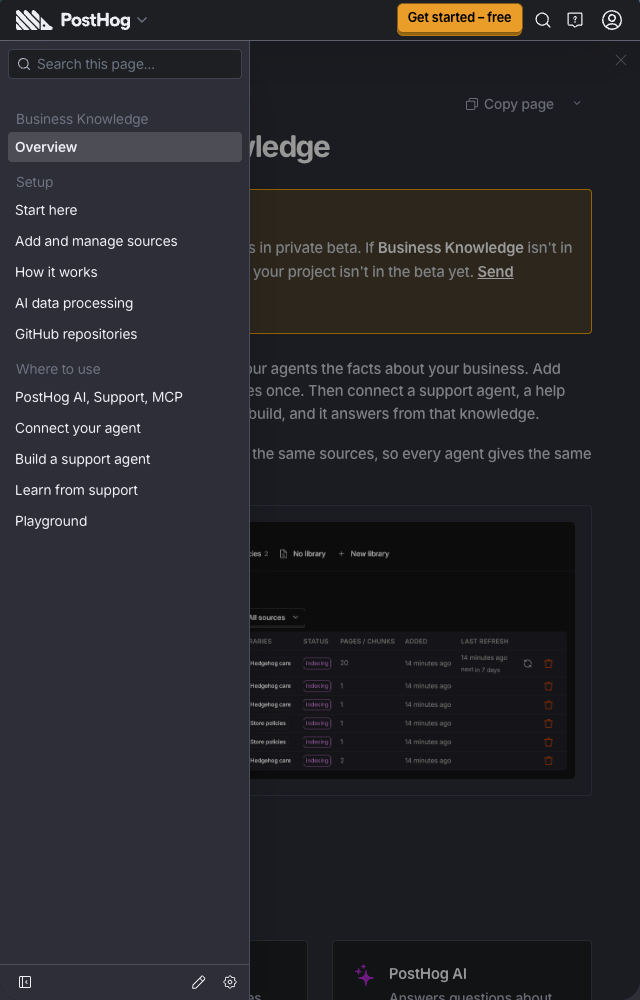 PostHog
Get started – free
Search this page...
Business Knowledge
Overview
Setup
Start here
Add and manage sources
How it works
AI data processing
GitHub repositories
Where to use
PostHog AI, Support, MCP
Connect your agent
Build a support agent
Learn from support
Playground
Copy page
ledge
s in private beta. If Business Knowledge isn't in
your project isn't in the beta yet. Send
our agents the facts about your business. Add
es once. Then connect a support agent, a help
build, and it answers from that knowledge.
the same sources, so every agent gives the same
cies 2 No library + New library
All sources
RARIES STATUS PAGES / CHUNKS ADDED LAST REFRESH
Hedgehog care Indexing 20 14 minutes ago 14 minutes ago
next in 7 days
Hedgehog care Indexing 1 14 minutes ago
Hedgehog care Indexing 1 14 minutes ago
Store policies Indexing 1 14 minutes ago
Store policies Indexing 1 14 minutes ago
Hedgehog care Indexing 2 14 minutes ago
PostHog AI
es
Answers questions about